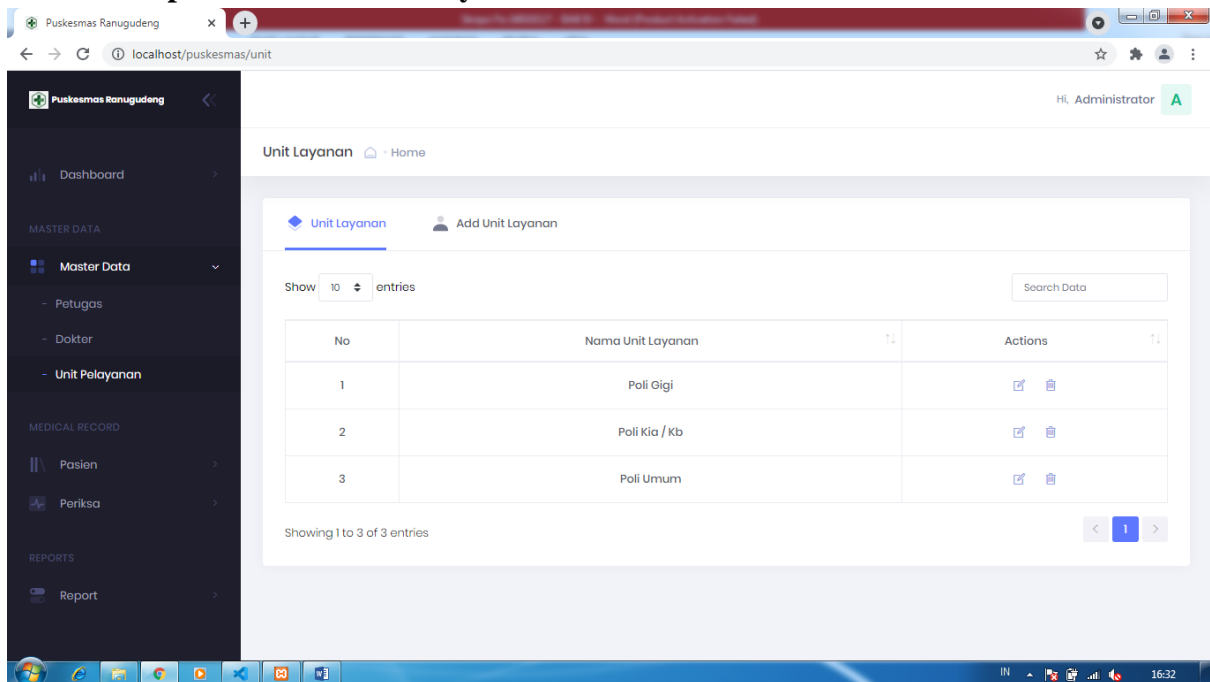 Puskesmas Ranugudeng
localhost/puskesmas/unit
Puskesmas Ranugudeng
Hi, Administrator A
Unit Layanan - Home
Dashboard
MASTER DATA
Unit Layanan Add Unit Layanan
Master Data
Show 10 entries Search Data
- Petugas
- Dokter
No Nama Unit Layanan Actions
- Unit Pelayanan
1 Poli Gigi
MEDICAL RECORD
2 Poli Kia / Kb
Pasien
3 Poli Umum
Periksa
Showing 1 to 3 of 3 entries < 1 >
REPORTS
Report
IN 16:32